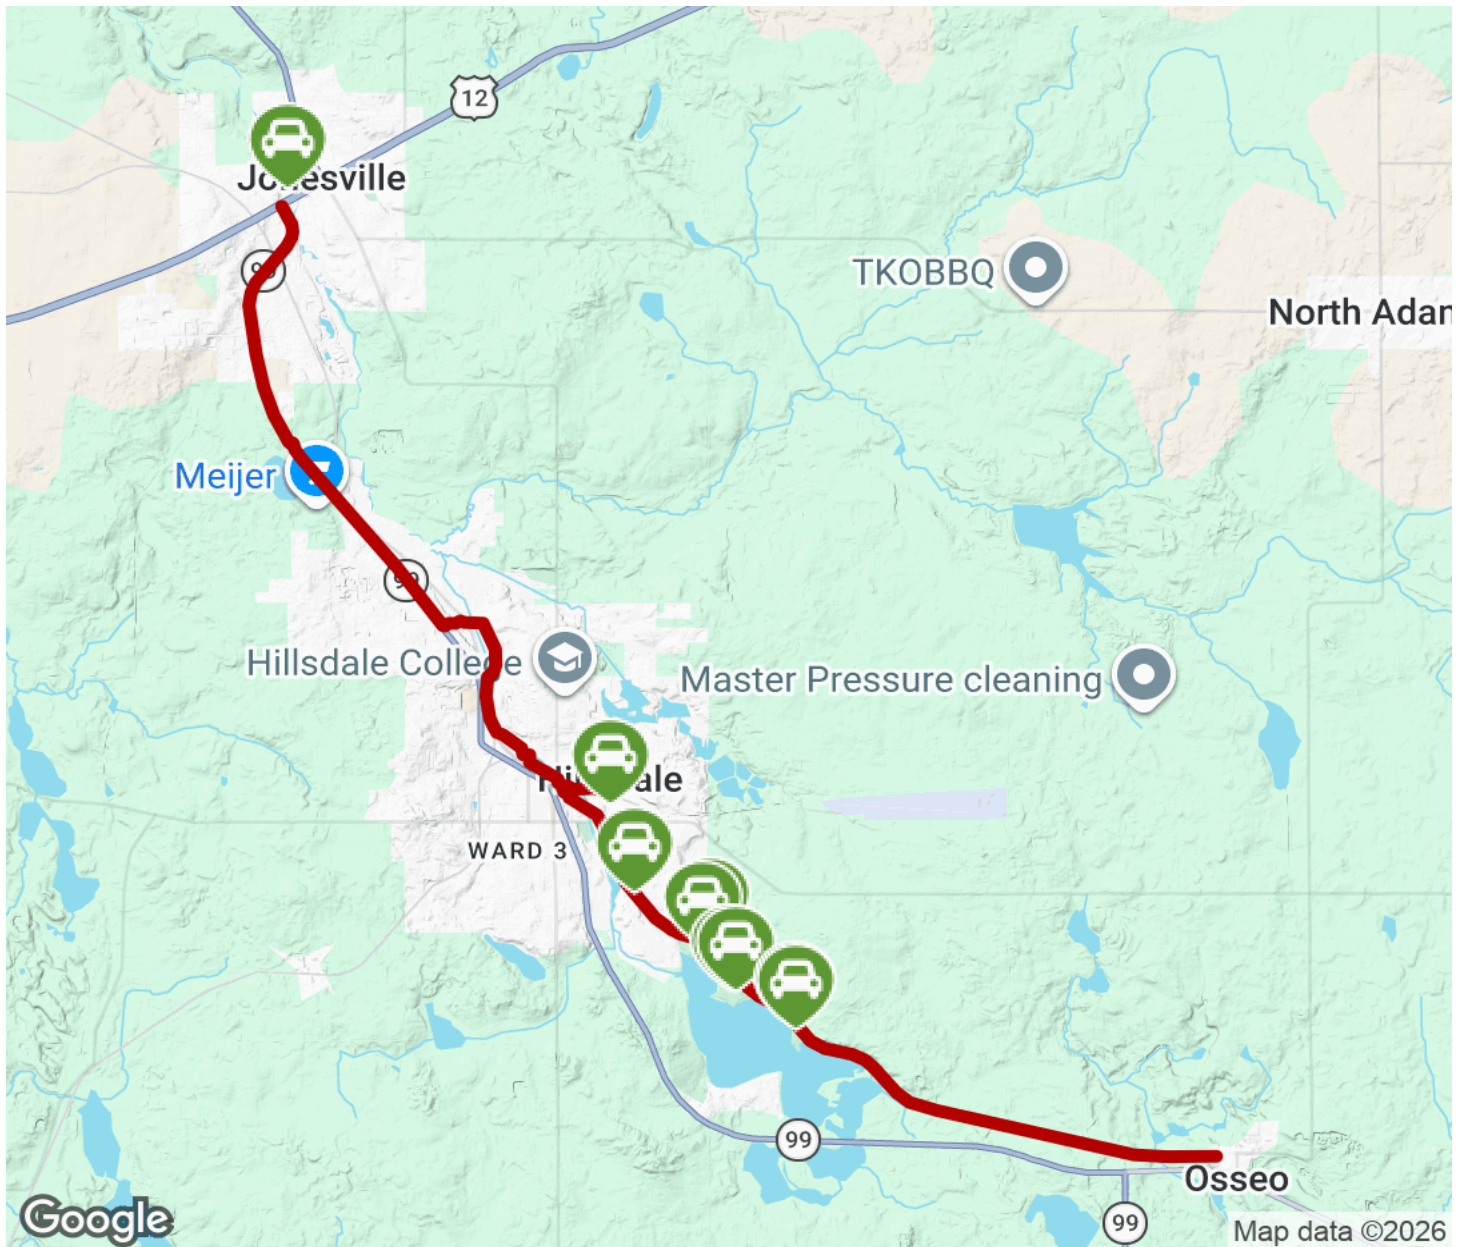 12
Jonesville
TKOBBQ
North Adan
Meijer
Hillsdale College
Master Pressure cleaning
Hillsdale
WARD 3
99
Osseo
99
Google
Map data ©2026